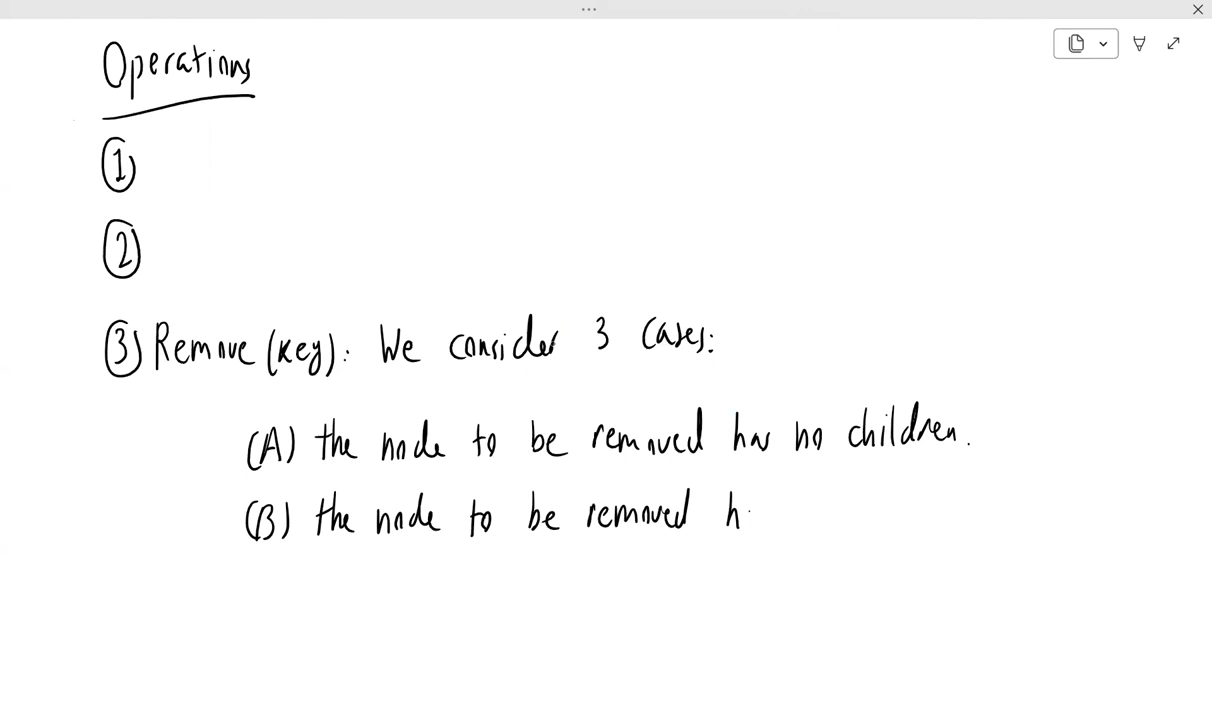 Operations
①
②
③ Remove (Key): We consider 3 cases:
(A) the node to be removed has no children.
(B) the node to be removed h